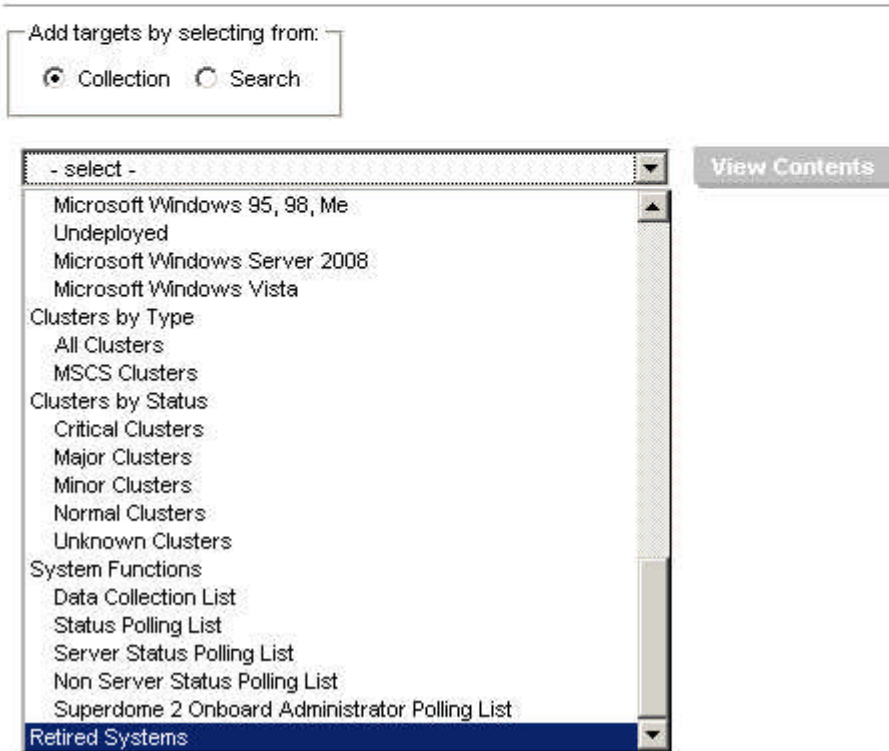 Add targets by selecting from:
Collection Search
- select - View Contents
Microsoft Windows 95, 98, Me
Undeployed
Microsoft Windows Server 2008
Microsoft Windows Vista
Clusters by Type
All Clusters
MSCS Clusters
Clusters by Status
Critical Clusters
Major Clusters
Minor Clusters
Normal Clusters
Unknown Clusters
System Functions
Data Collection List
Status Polling List
Server Status Polling List
Non Server Status Polling List
Superdome 2 Onboard Administrator Polling List
Retired Systems